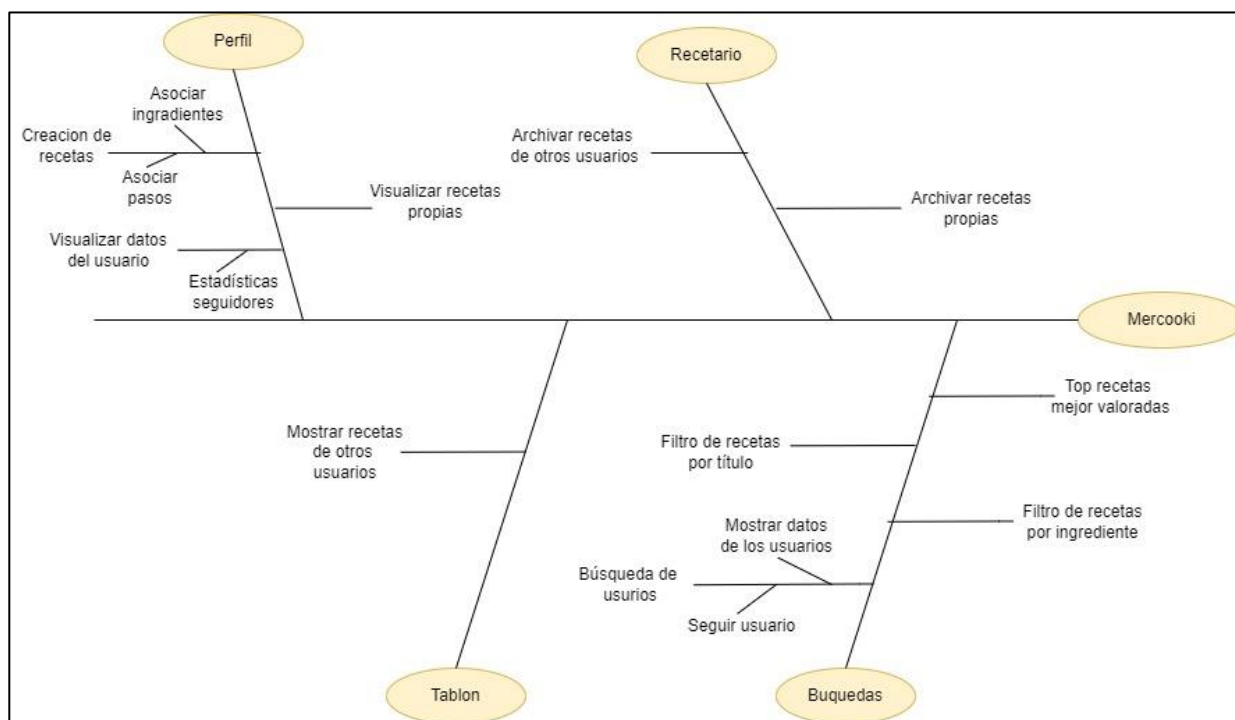 Perfil
Recetario
Asociar
ingredientes
Creacion de
recetas
Asociar
pasos
Archivar recetas
de otros usuarios
Visualizar recetas
propias
Archivar recetas
propias
Visualizar datos
del usuario
Estadísticas
seguidores
Mercooki
Top recetas
mejor valoradas
Mostrar recetas
de otros
usuarios
Filtro de recetas
por título
Filtro de recetas
por ingrediente
Mostrar datos
de los usuarios
Búsqueda de
usurios
Seguir usuario
Tablon
Buquedas